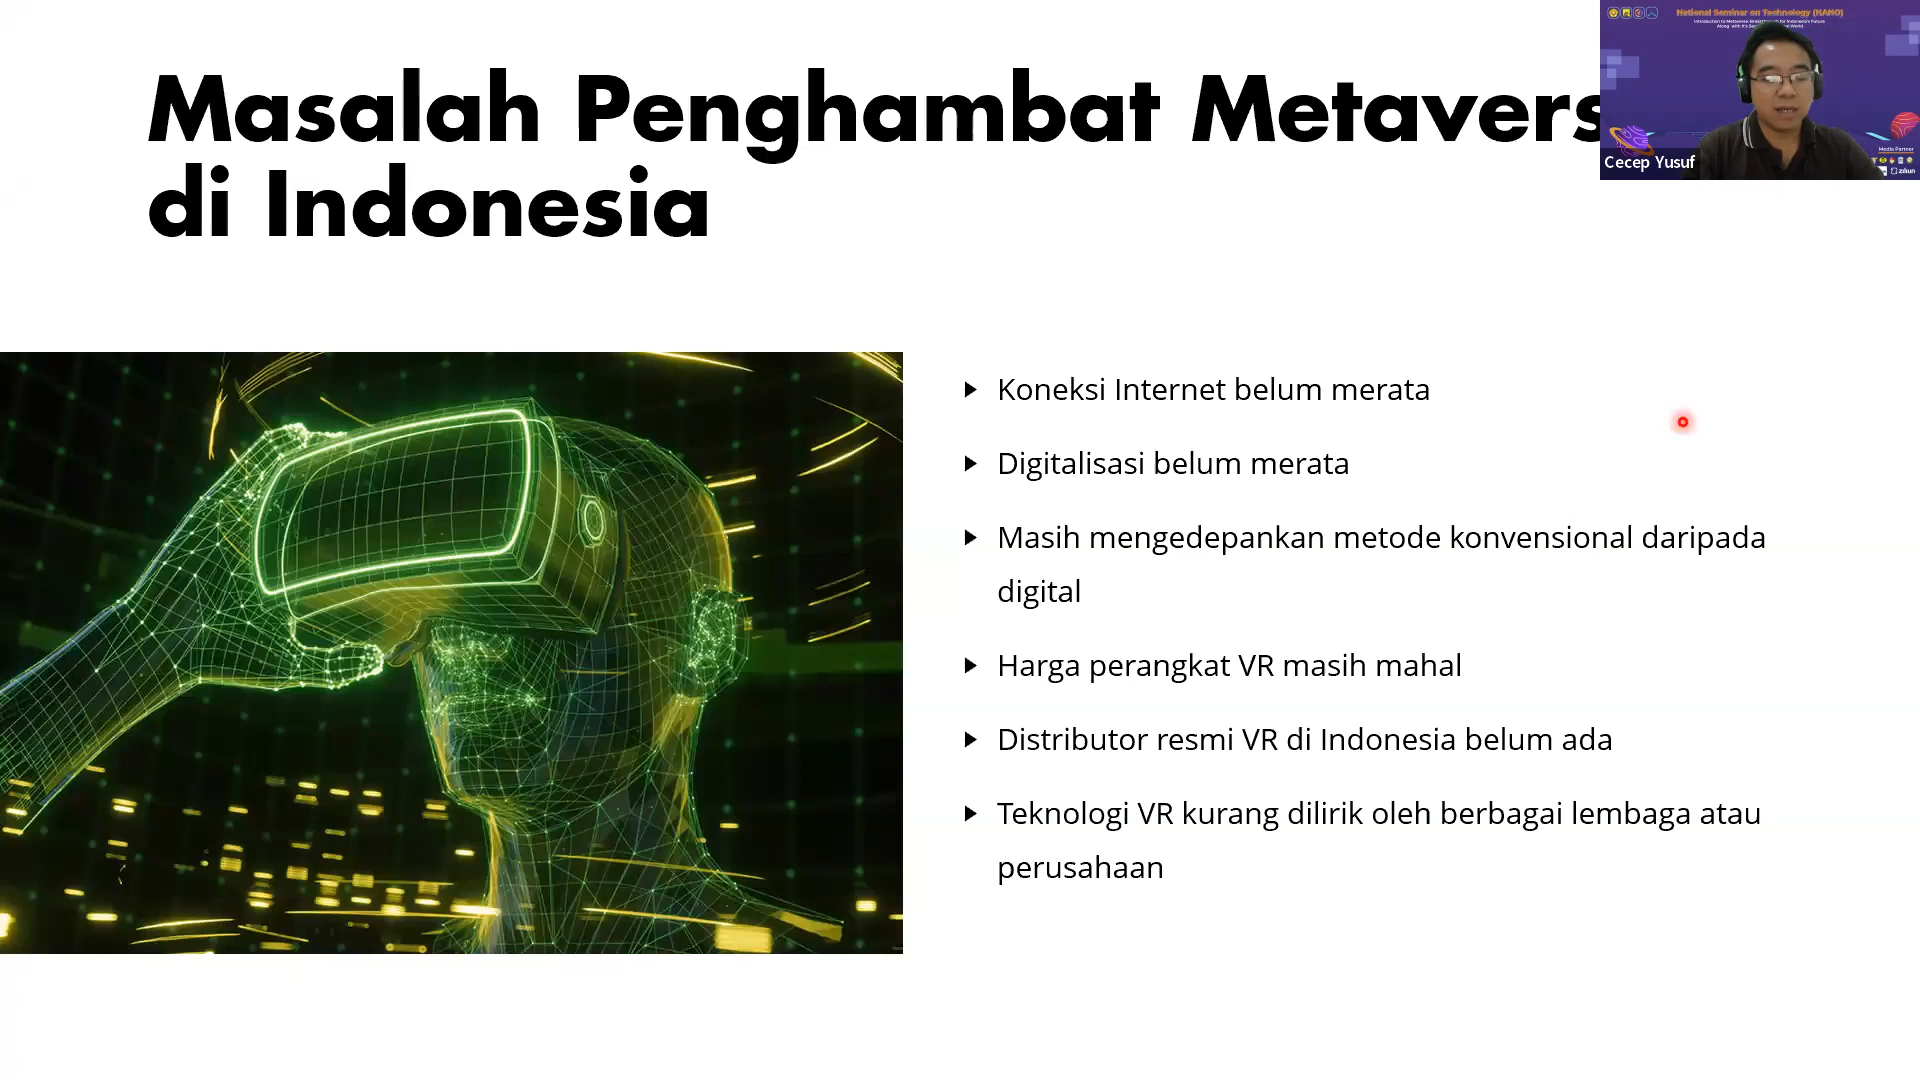 Masalah Penghambat Metavers
di Indonesia
National Seminar on Technology (NANO)
Cecep Yusuf
Media Partner
zilliun
Koneksi Internet belum merata
Digitalisasi belum merata
Masih mengedepankan metode konvensional daripada
digital
Harga perangkat VR masih mahal
Distributor resmi VR di Indonesia belum ada
Teknologi VR kurang dilirik oleh berbagai lembaga atau
perusahaan